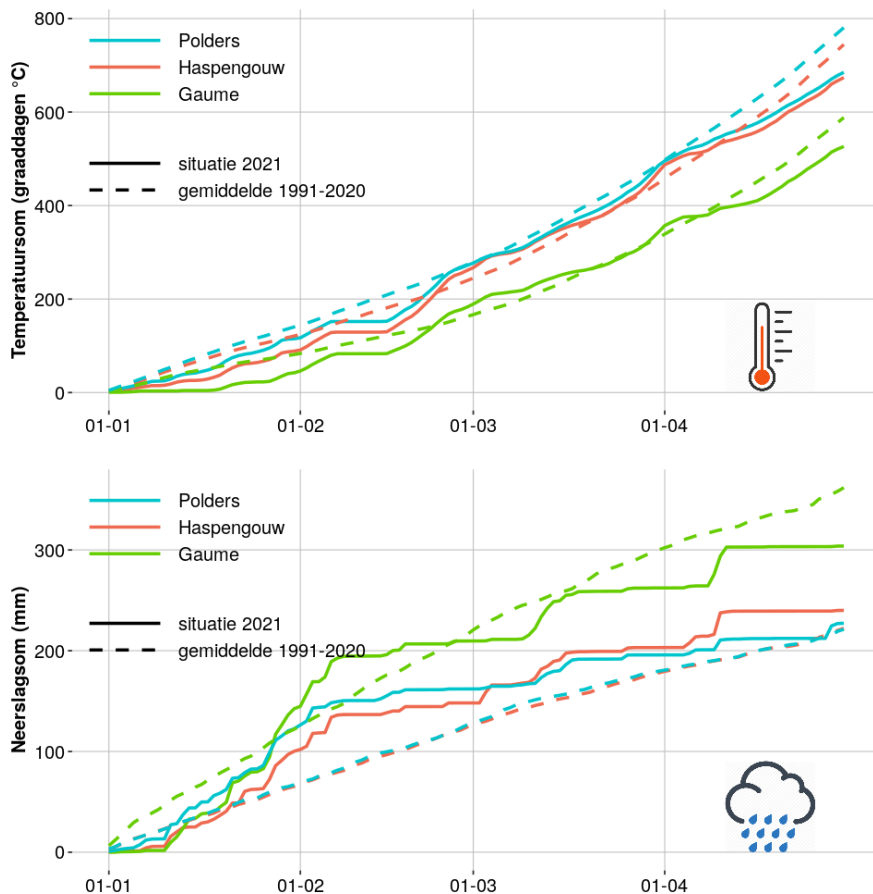 Temperatuursom (graaddagen °C)
800
600
400
200
0
Polders
Haspengouw
Gaume
situatie 2021
gemiddelde 1991-2020
01-01
01-02
01-03
01-04
Neerslagsom (mm)
300
200
100
0
Polders
Haspengouw
Gaume
situatie 2021
gemiddelde 1991-2020
01-01
01-02
01-03
01-04